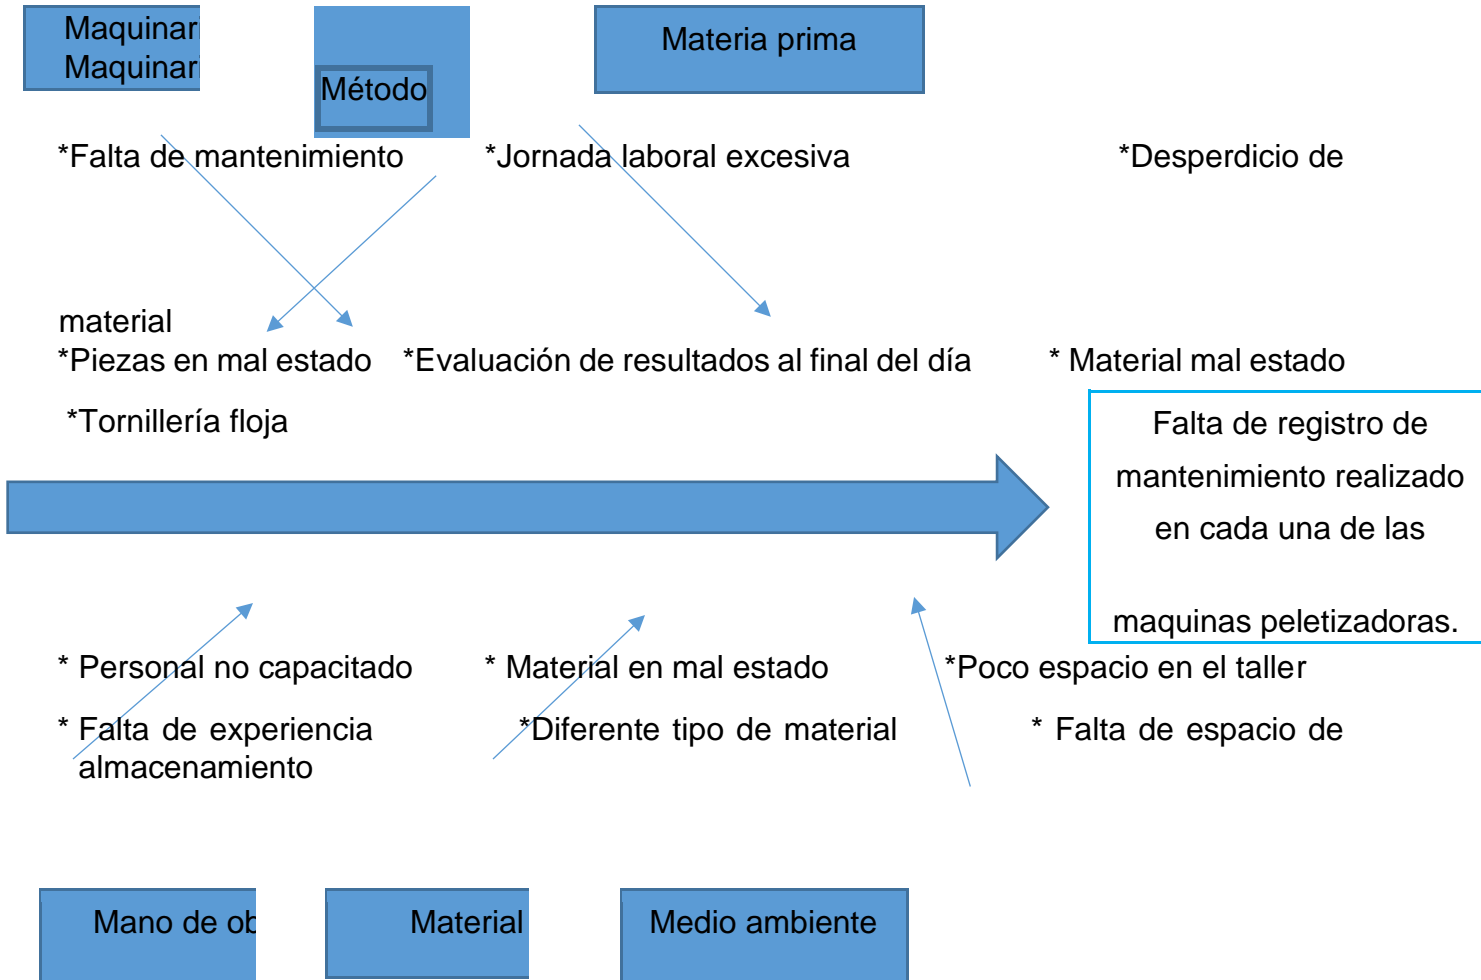 Maquinari
Maquinari
Método
Materia prima
*Falta de mantenimiento *Jornada laboral excesiva *Desperdicio de
material
*Piezas en mal estado *Evaluación de resultados al final del día * Material mal estado
*Tornillería floja
Falta de registro de
mantenimiento realizado
en cada una de las
maquinas peletizadoras.
* Personal no capacitado * Material en mal estado *Poco espacio en el taller
* Falta de experiencia *Diferente tipo de material * Falta de espacio de
almacenamiento
Mano de ob
Material
Medio ambiente